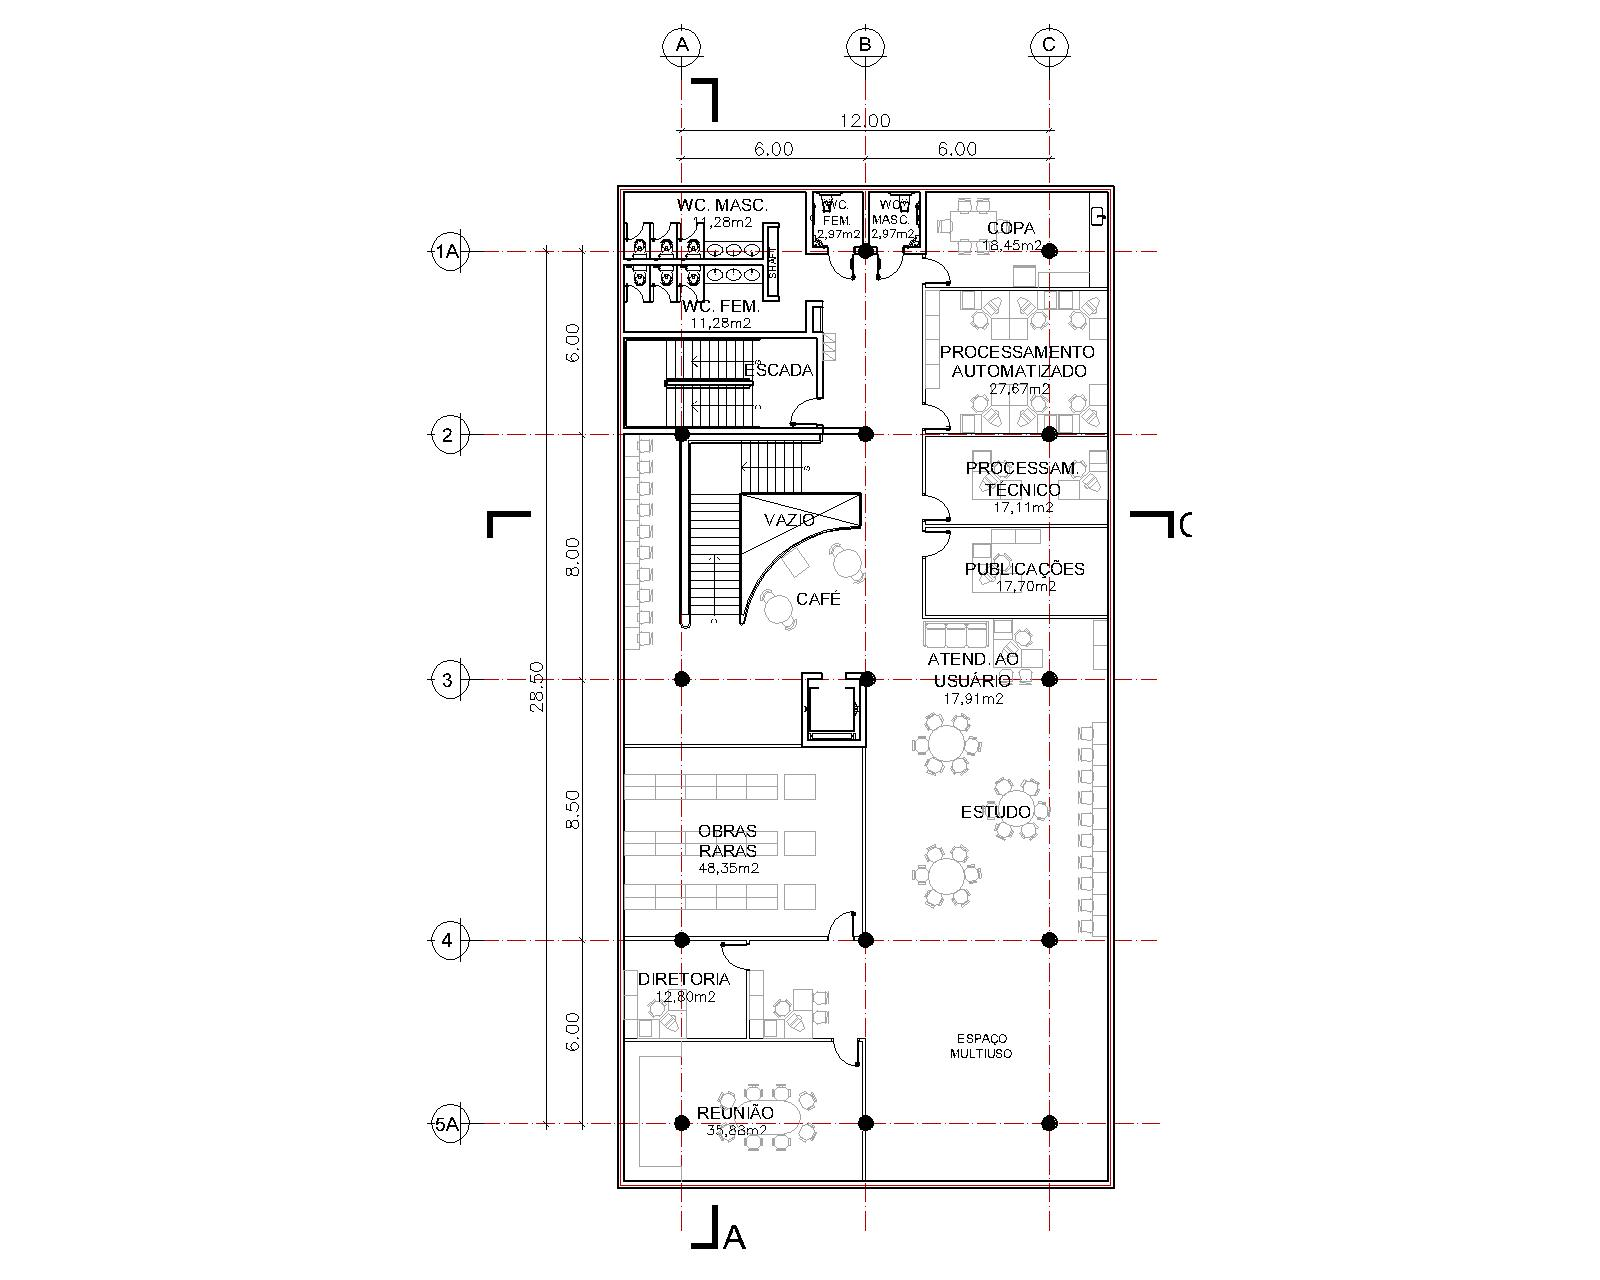 A
B
C
12.00
6.00
6.00
WC. MASC.
11,28m2
WC.
FEM.
2,97m2
WC.
MASC.
2,97m2
COPA
18,45m2
1A
SHAFT
WC. FEM.
11,28m2
6.00
S
ESCADA
PROCESSAMENTO
AUTOMATIZADO
27,67m2
2
S
PROCESSAM.
TÉCNICO
17,11m2
VAZIO
8.00
PUBLICAÇÕES
17,70m2
CAFÉ
ATEND. AO
USUÁRIO
17,91m2
3
28.50
8.50
ESTUDO
OBRAS
RARAS
48,35m2
4
DIRETORIA
12,80m2
6.00
ESPAÇO
MULTIUSO
5A
REUNIÃO
A